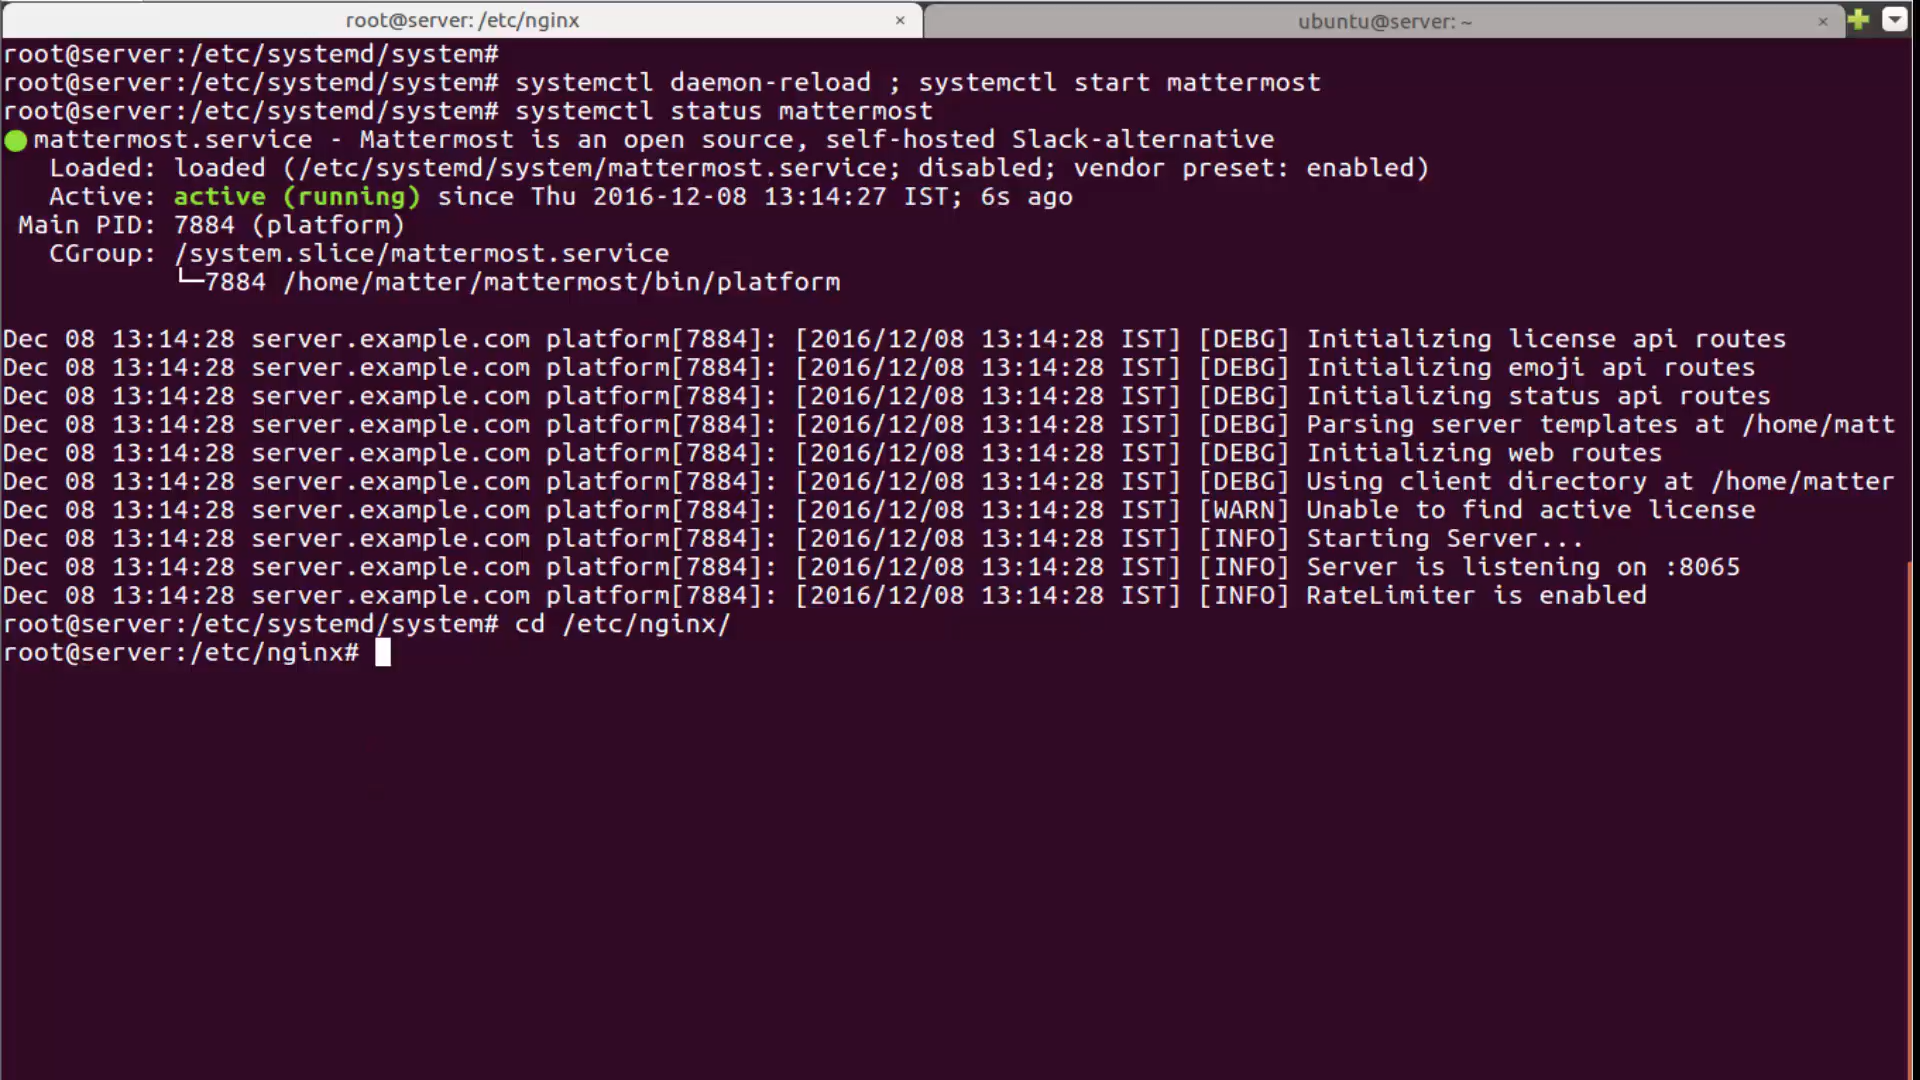 root@server: /etc/nginx × ubuntu@server: ~ ×
root@server:/etc/systemd/system#
root@server:/etc/systemd/system# systemctl daemon-reload ; systemctl start mattermost
root@server:/etc/systemd/system# systemctl status mattermost
● mattermost.service - Mattermost is an open source, self-hosted Slack-alternative
   Loaded: loaded (/etc/systemd/system/mattermost.service; disabled; vendor preset: enabled)
   Active: active (running) since Thu 2016-12-08 13:14:27 IST; 6s ago
 Main PID: 7884 (platform)
   CGroup: /system.slice/mattermost.service
           └─7884 /home/matter/mattermost/bin/platform
Dec 08 13:14:28 server.example.com platform[7884]: [2016/12/08 13:14:28 IST] [DEBG] Initializing license api routes
Dec 08 13:14:28 server.example.com platform[7884]: [2016/12/08 13:14:28 IST] [DEBG] Initializing emoji api routes
Dec 08 13:14:28 server.example.com platform[7884]: [2016/12/08 13:14:28 IST] [DEBG] Initializing status api routes
Dec 08 13:14:28 server.example.com platform[7884]: [2016/12/08 13:14:28 IST] [DEBG] Parsing server templates at /home/matt
Dec 08 13:14:28 server.example.com platform[7884]: [2016/12/08 13:14:28 IST] [DEBG] Initializing web routes
Dec 08 13:14:28 server.example.com platform[7884]: [2016/12/08 13:14:28 IST] [DEBG] Using client directory at /home/matter
Dec 08 13:14:28 server.example.com platform[7884]: [2016/12/08 13:14:28 IST] [WARN] Unable to find active license
Dec 08 13:14:28 server.example.com platform[7884]: [2016/12/08 13:14:28 IST] [INFO] Starting Server...
Dec 08 13:14:28 server.example.com platform[7884]: [2016/12/08 13:14:28 IST] [INFO] Server is listening on :8065
Dec 08 13:14:28 server.example.com platform[7884]: [2016/12/08 13:14:28 IST] [INFO] RateLimiter is enabled
root@server:/etc/systemd/system# cd /etc/nginx/
root@server:/etc/nginx#